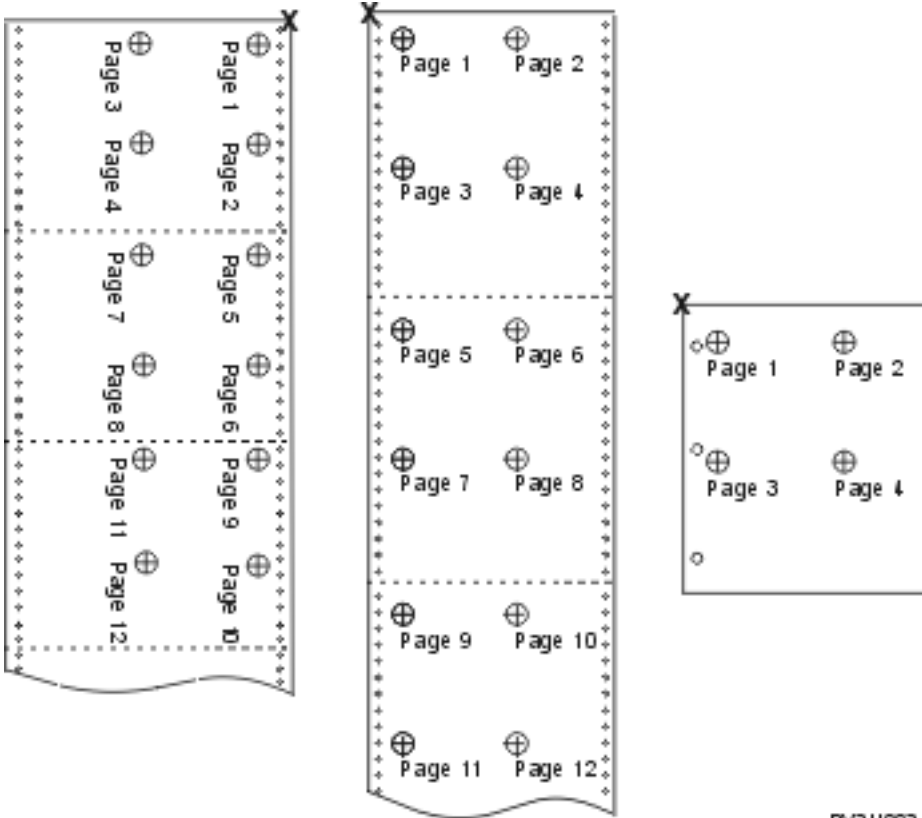 X
Page 1
Page 2
Page 3
Page 4
Page 5
Page 6
Page 7
Page 8
Page 9
Page 10
Page 11
Page 12
X
Page 1 Page 2
Page 3 Page 4
Page 5 Page 6
Page 7 Page 8
Page 9 Page 10
Page 11 Page 12
X
Page 1 Page 2
Page 3 Page 4